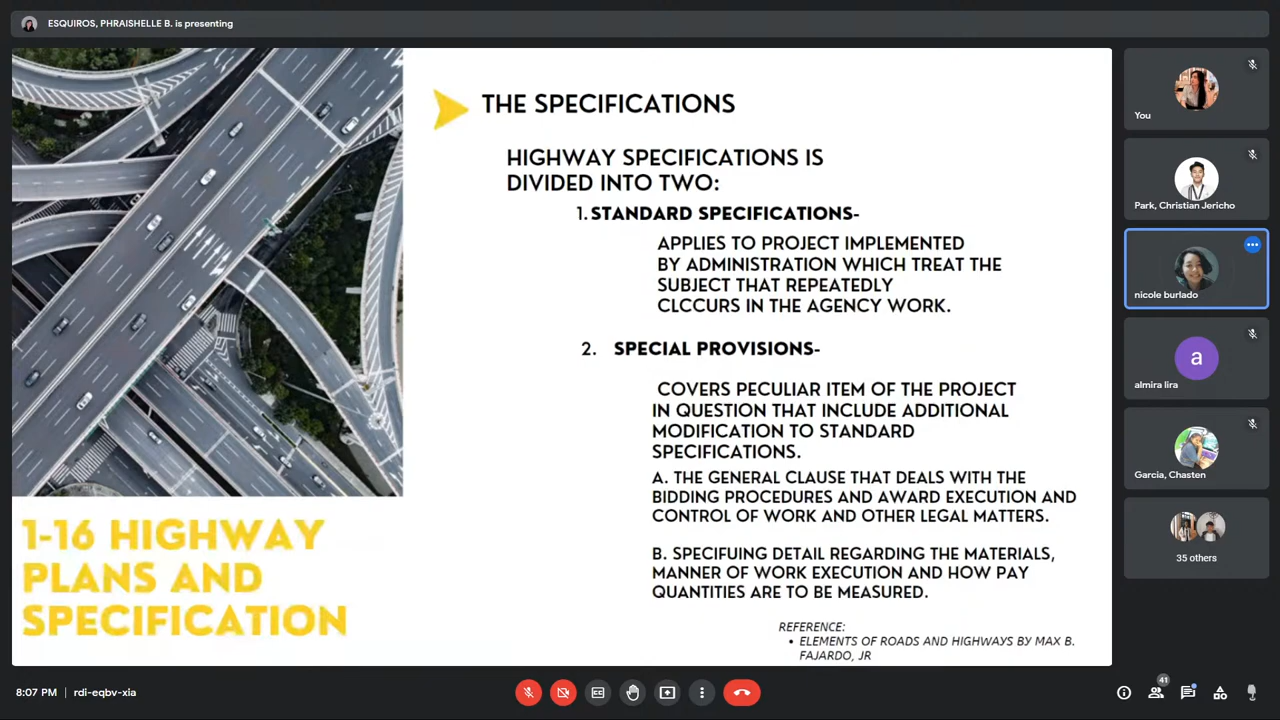 ESQUIROS, PHRAISHELLE B. is presenting
THE SPECIFICATIONS
HIGHWAY SPECIFICATIONS IS
DIVIDED INTO TWO:
1. STANDARD SPECIFICATIONS-
APPLIES TO PROJECT IMPLEMENTED
BY ADMINISTRATION WHICH TREAT THE
SUBJECT THAT REPEATEDLY
CLCCURS IN THE AGENCY WORK.
2. SPECIAL PROVISIONS-
COVERS PECULIAR ITEM OF THE PROJECT
IN QUESTION THAT INCLUDE ADDITIONAL
MODIFICATION TO STANDARD
SPECIFICATIONS.
A. THE GENERAL CLAUSE THAT DEALS WITH THE
BIDDING PROCEDURES AND AWARD EXECUTION AND
CONTROL OF WORK AND OTHER LEGAL MATTERS.
B. SPECIFUING DETAIL REGARDING THE MATERIALS,
MANNER OF WORK EXECUTION AND HOW PAY
QUANTITIES ARE TO BE MEASURED.
REFERENCE:
• ELEMENTS OF ROADS AND HIGHWAYS BY MAX B.
FAJARDO, JR
1-16 HIGHWAY
PLANS AND
SPECIFICATION
You
Park, Christian Jericho
nicole burlado
a
almira lira
Garcia, Chasten
35 others
8:07 PM | rdi-eqbv-xia
41